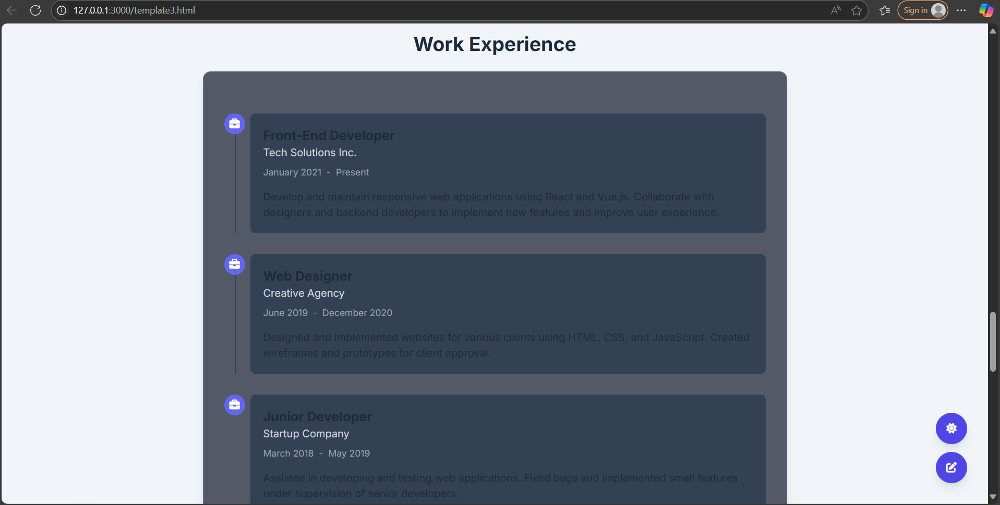 127.0.0.1:3000/template3.html
Sign in
Work Experience
Front-End Developer
Tech Solutions Inc.
January 2021 - Present
Develop and maintain responsive web applications using React and Vue.js. Collaborate with
designers and backend developers to implement new features and improve user experience.
Web Designer
Creative Agency
June 2019 - December 2020
Designed and implemented websites for various clients using HTML, CSS, and JavaScript. Created
wireframes and prototypes for client approval.
Junior Developer
Startup Company
March 2018 - May 2019
Assisted in developing and testing web applications. Fixed bugs and implemented small features
under supervision of senior developers.